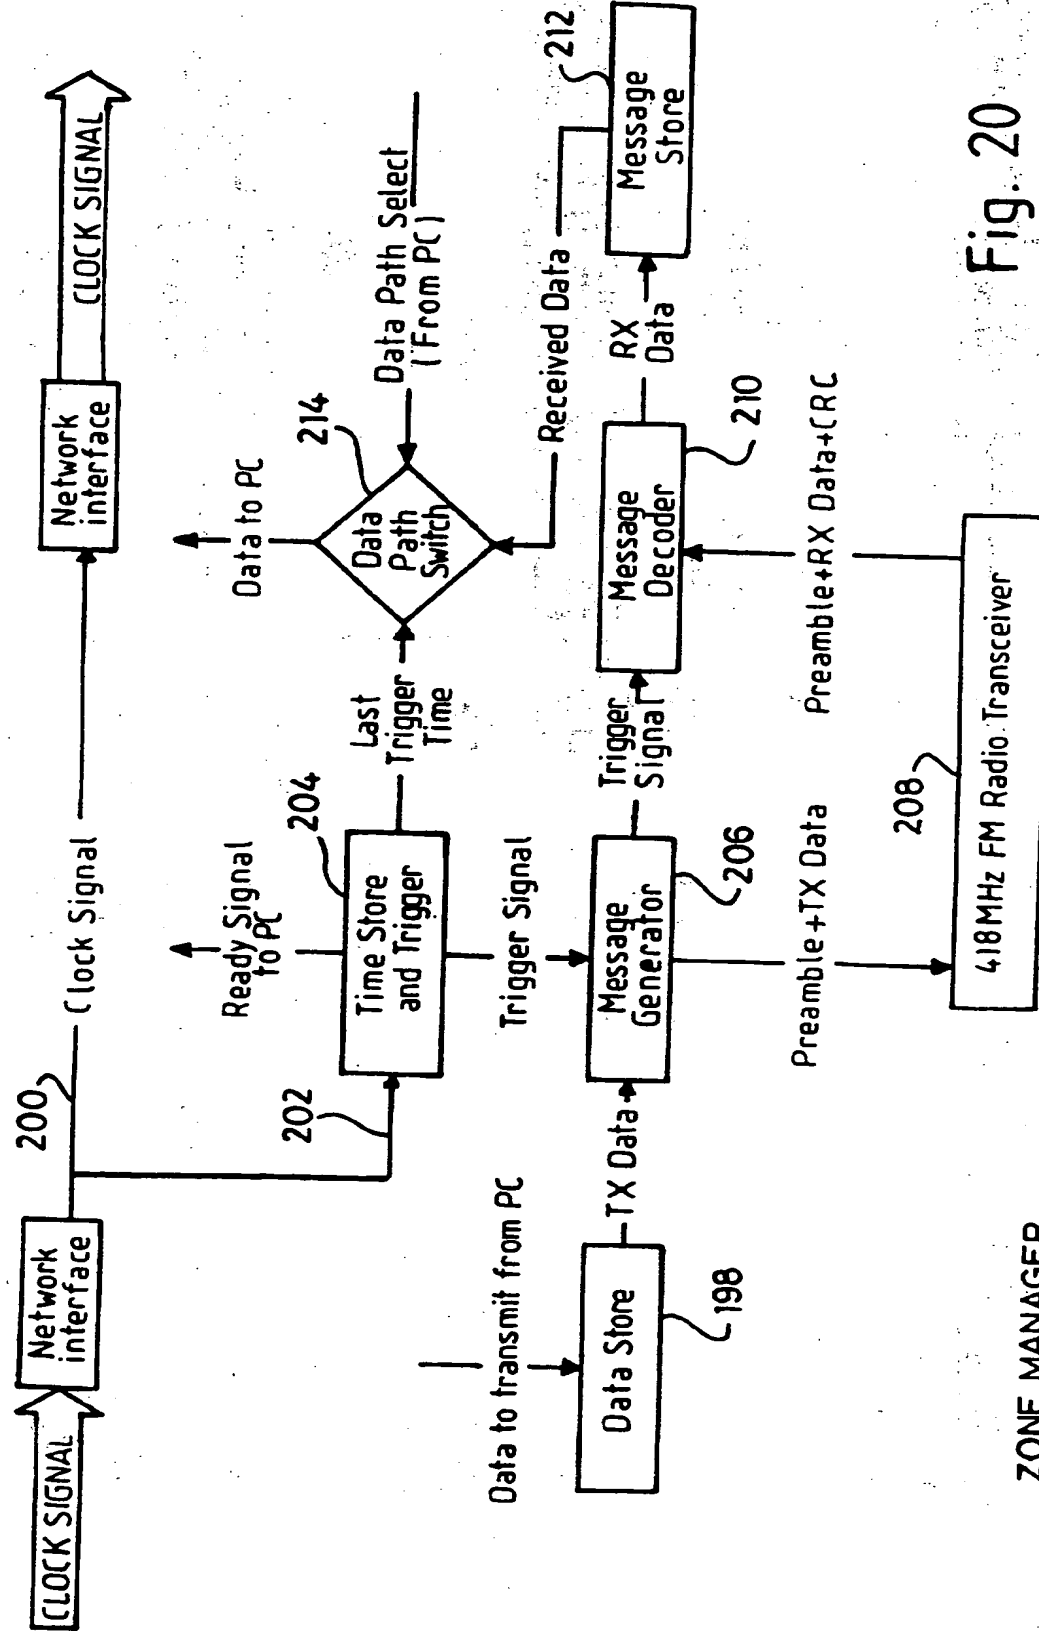 CLOCK SIGNAL
Network
interface
200
Clock Signal
Network
interface
CLOCK SIGNAL
202
Ready Signal
to PC
Time Store
and Trigger
204
Last
Trigger
Time
Data to PC
Data
Path
Switch
214
Data Path Select
(From PC)
Data to transmit from PC
Trigger Signal
Received Data
Data Store
198
TX Data
Message
Generator
206
Trigger
Signal
Message
Decoder
210
RX
Data
Message
Store
212
Preamble+TX Data
Preamble+RX Data+CRC
208
418MHz FM Radio Transceiver
ZONE MANAGER
Fig. 20